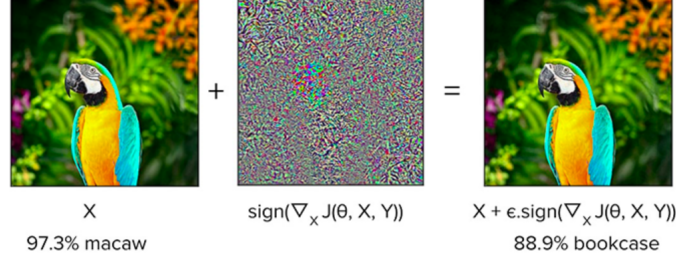 + =
X sign(∇ₓ J(θ, X, Y)) X + ϵ.sign(∇ₓ J(θ, X, Y))
97.3% macaw 88.9% bookcase